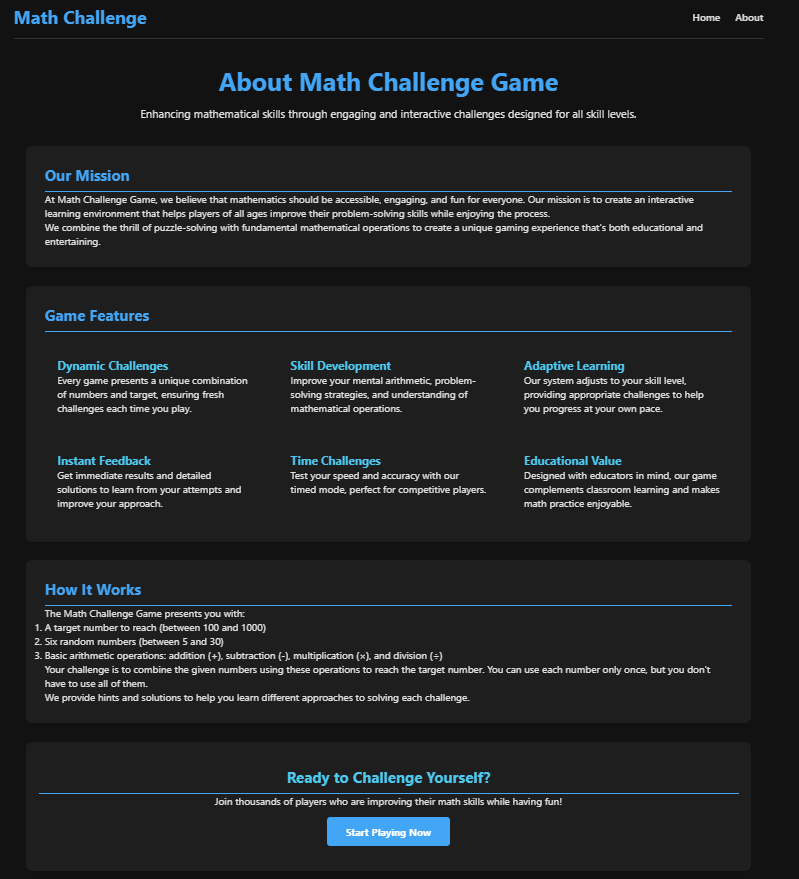 Math Challenge
Home
About
About Math Challenge Game
Enhancing mathematical skills through engaging and interactive challenges designed for all skill levels.
Our Mission
At Math Challenge Game, we believe that mathematics should be accessible, engaging, and fun for everyone. Our mission is to create an interactive
learning environment that helps players of all ages improve their problem-solving skills while enjoying the process.
We combine the thrill of puzzle-solving with fundamental mathematical operations to create a unique gaming experience that's both educational and
entertaining.
Game Features
Dynamic Challenges
Every game presents a unique combination
of numbers and target, ensuring fresh
challenges each time you play.
Skill Development
Improve your mental arithmetic, problem-
solving strategies, and understanding of
mathematical operations.
Adaptive Learning
Our system adjusts to your skill level,
providing appropriate challenges to help
you progress at your own pace.
Instant Feedback
Get immediate results and detailed
solutions to learn from your attempts and
improve your approach.
Time Challenges
Test your speed and accuracy with our
timed mode, perfect for competitive players.
Educational Value
Designed with educators in mind, our game
complements classroom learning and makes
math practice enjoyable.
How It Works
The Math Challenge Game presents you with:
1. A target number to reach (between 100 and 1000)
2. Six random numbers (between 5 and 30)
3. Basic arithmetic operations: addition (+), subtraction (-), multiplication (×), and division (÷)
Your challenge is to combine the given numbers using these operations to reach the target number. You can use each number only once, but you don't
have to use all of them.
We provide hints and solutions to help you learn different approaches to solving each challenge.
Ready to Challenge Yourself?
Join thousands of players who are improving their math skills while having fun!
Start Playing Now